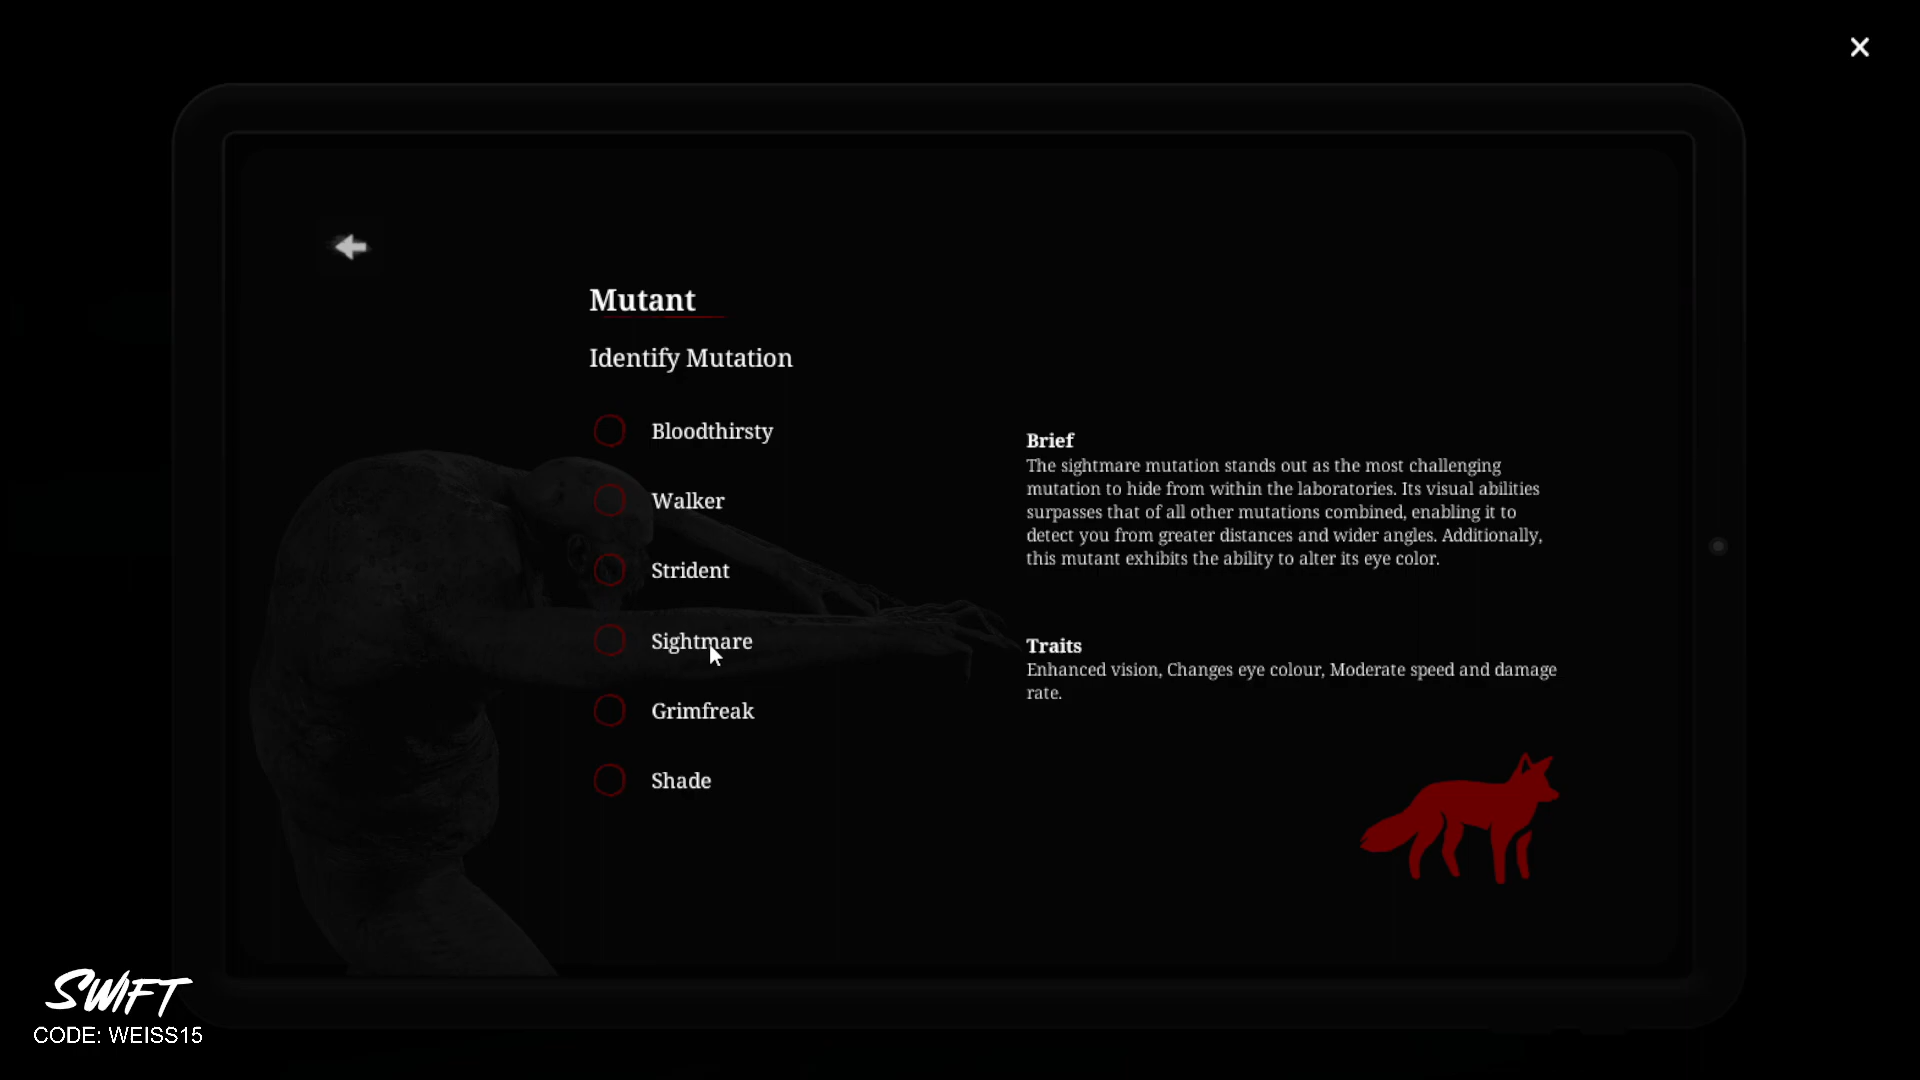 Mutant
Identify Mutation
Bloodthirsty
Walker
Strident
Sightmare
Grimfreak
Shade
Brief
The sightmare mutation stands out as the most challenging
mutation to hide from within the laboratories. Its visual abilities
surpasses that of all other mutations combined, enabling it to
detect you from greater distances and wider angles. Additionally,
this mutant exhibits the ability to alter its eye color.
Traits
Enhanced vision, Changes eye colour, Moderate speed and damage
rate.
SWIFT
CODE: WEISS15